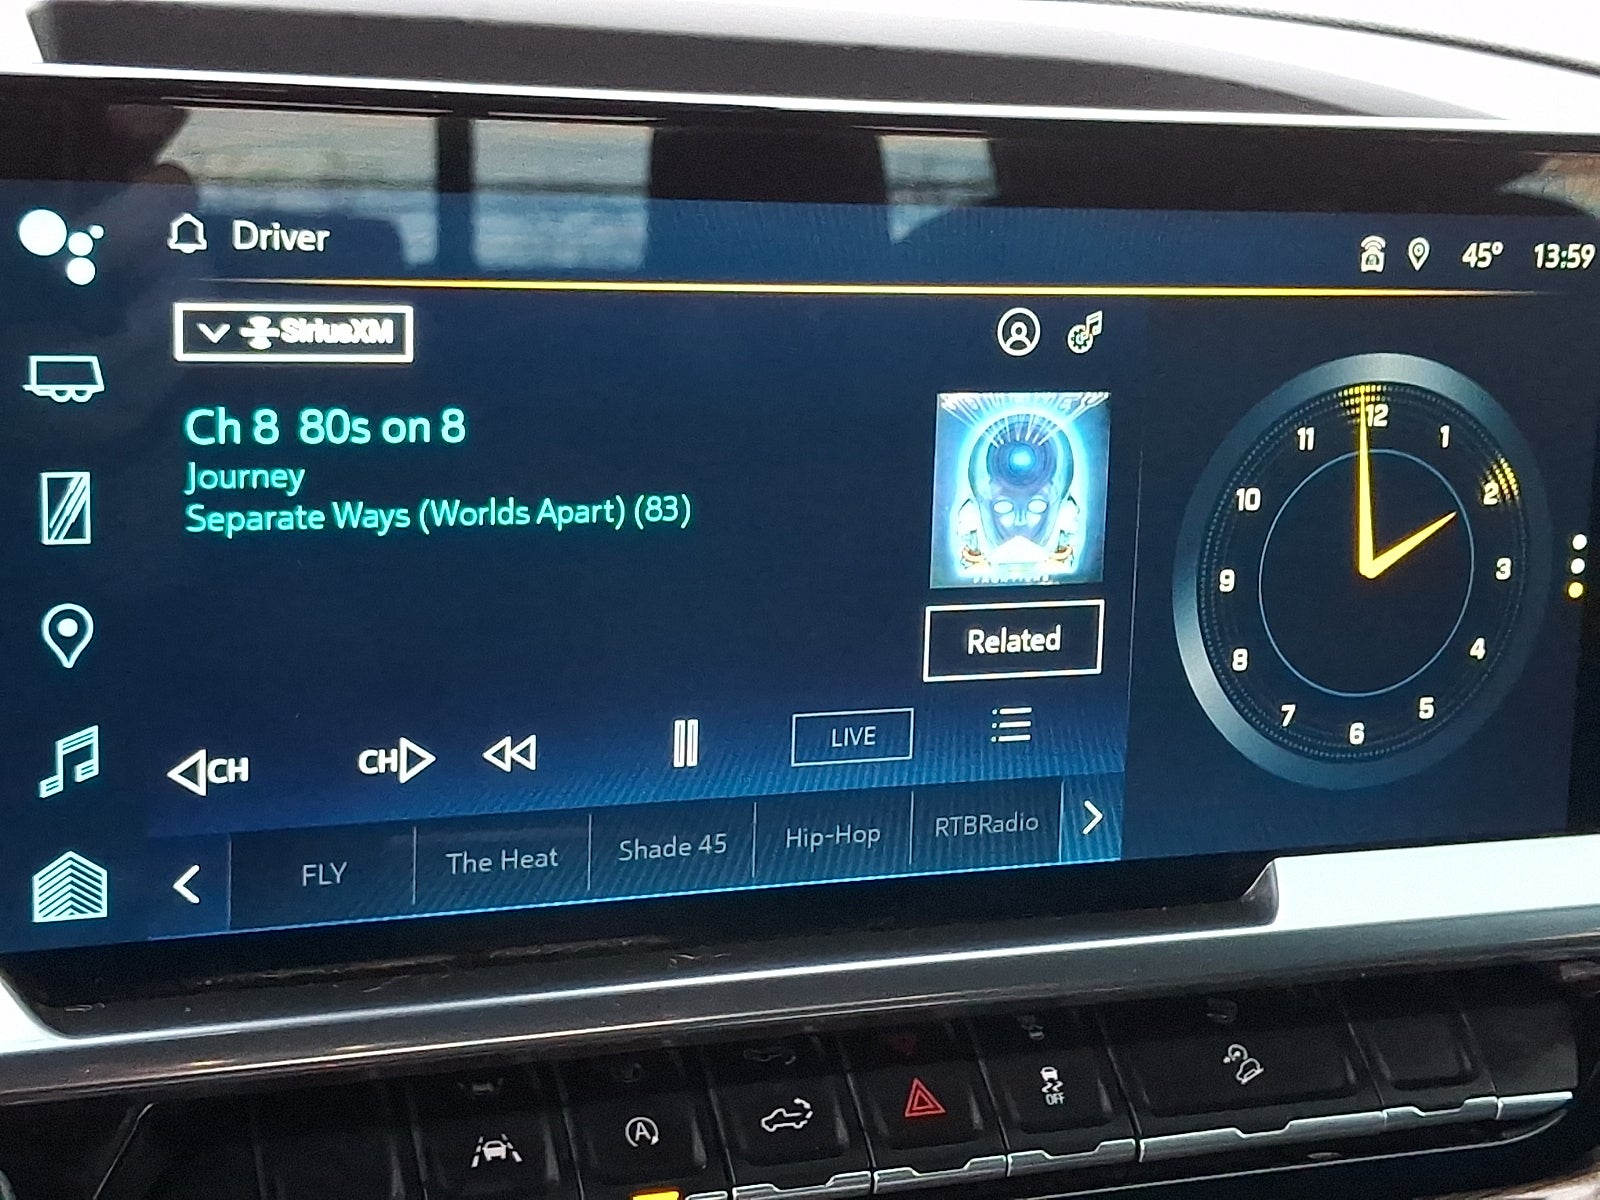 Driver
45° 13:59
SiriusXM
Ch 8 80s on 8
Journey
Separate Ways (Worlds Apart) (83)
JOURNEY
FRONTIERS
Related
CH CH LIVE
FLY The Heat Shade 45 Hip-Hop RTBRadio
12
1
2
3
4
5
6
7
8
9
10
11
A
OFF